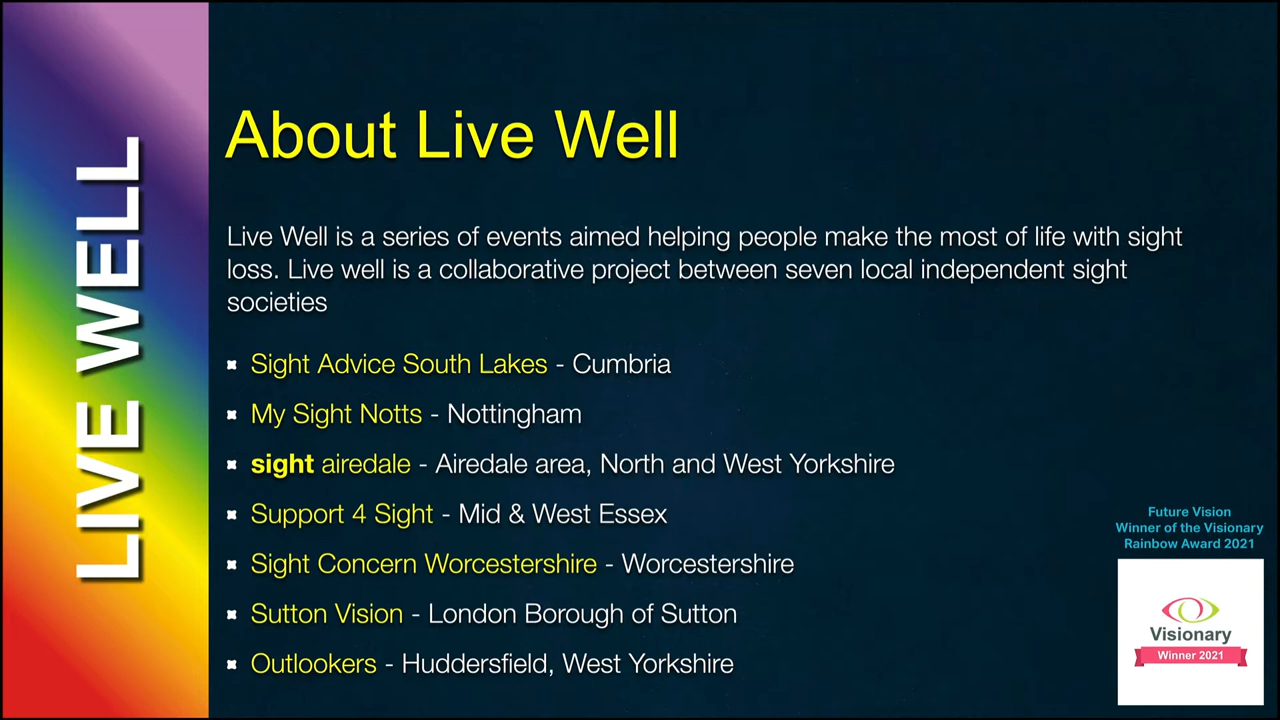 LIVE WELL
About Live Well
Live Well is a series of events aimed helping people make the most of life with sight
loss. Live well is a collaborative project between seven local independent sight
societies
Sight Advice South Lakes - Cumbria
My Sight Notts - Nottingham
sight airedale - Airedale area, North and West Yorkshire
Support 4 Sight - Mid & West Essex
Sight Concern Worcestershire - Worcestershire
Sutton Vision - London Borough of Sutton
Outlookers - Huddersfield, West Yorkshire
Future Vision
Winner of the Visionary
Rainbow Award 2021
Visionary
Winner 2021